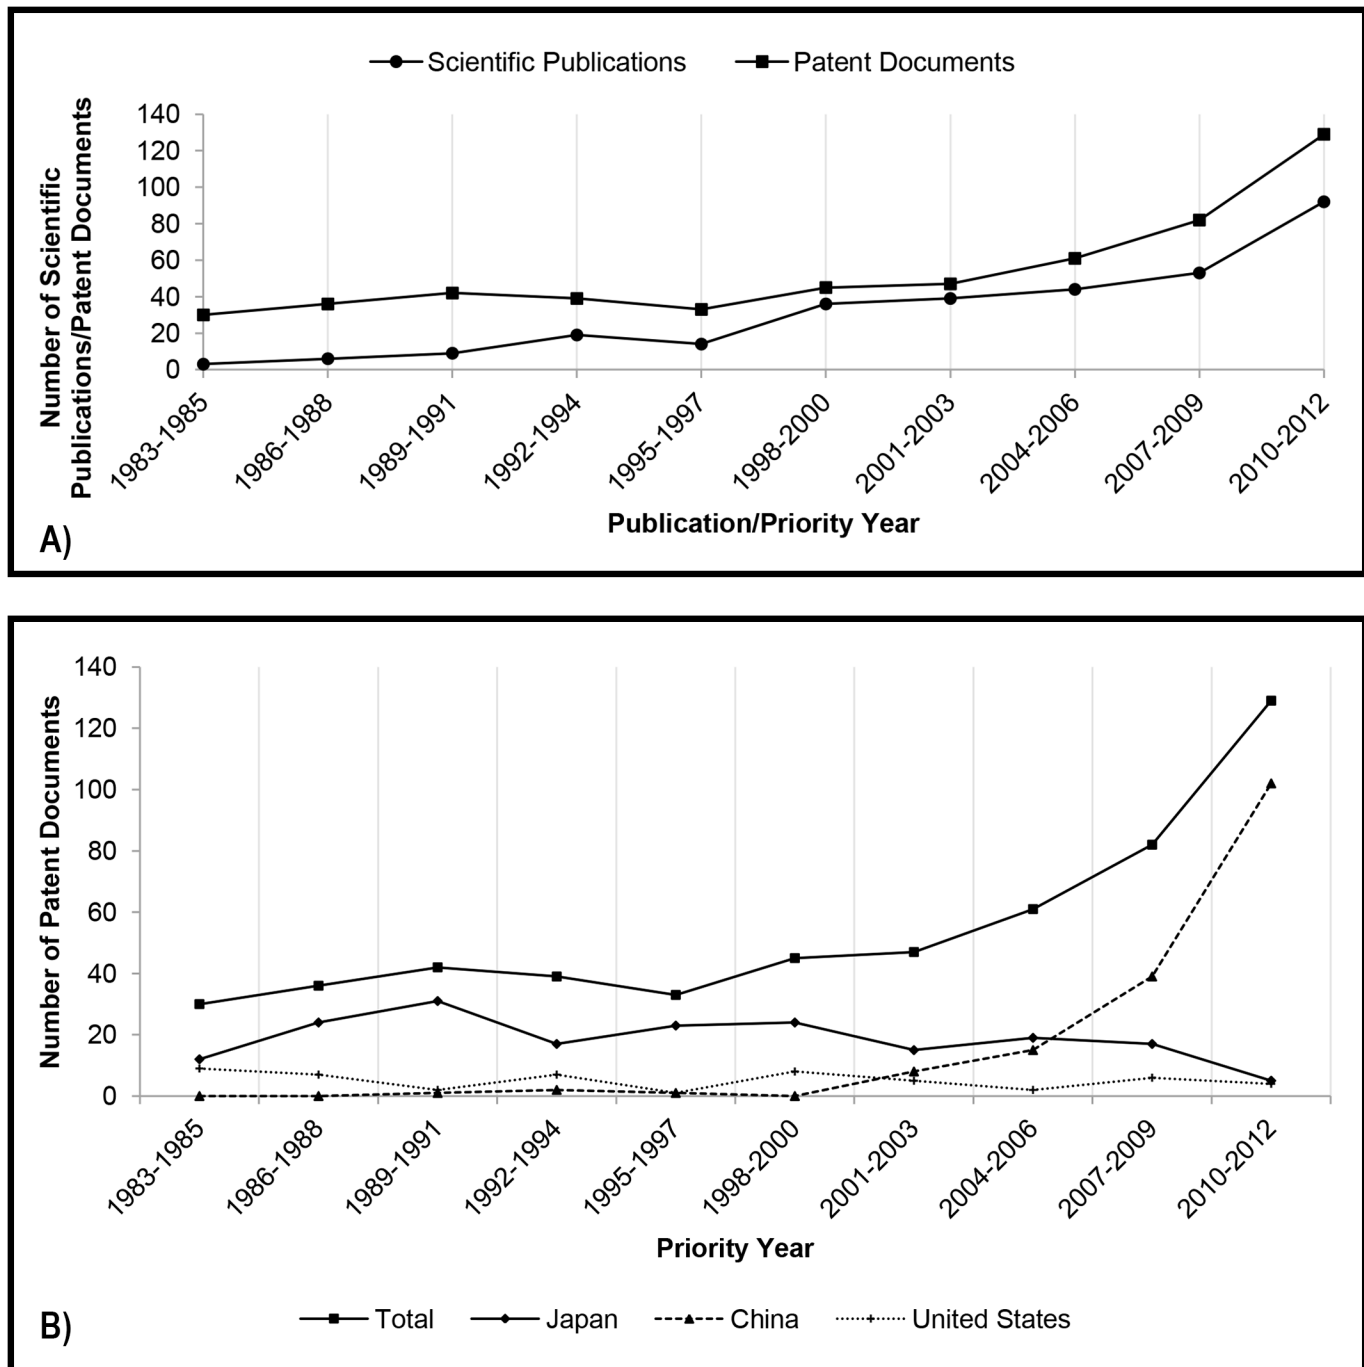 Scientific Publications
Patent Documents
Number of Scientific
Publications/Patent Documents
140
120
100
80
60
40
20
0
1983-1985
1986-1988
1989-1991
1992-1994
1995-1997
1998-2000
2001-2003
2004-2006
2007-2009
2010-2012
Publication/Priority Year
A)
Number of Patent Documents
140
120
100
80
60
40
20
0
1983-1985
1986-1988
1989-1991
1992-1994
1995-1997
1998-2000
2001-2003
2004-2006
2007-2009
2010-2012
Priority Year
Total
Japan
China
United States
B)